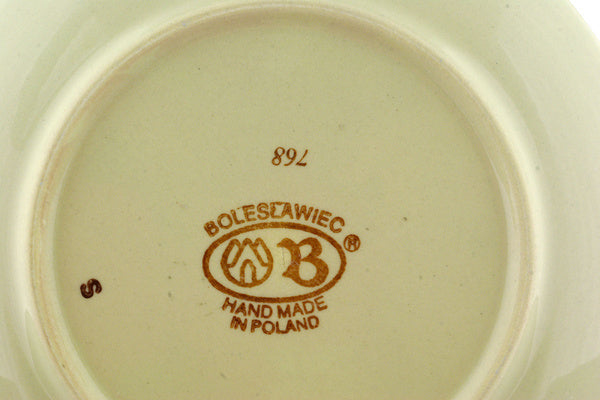 768
BOLESŁAWIEC
B ®
HAND MADE
IN POLAND
S